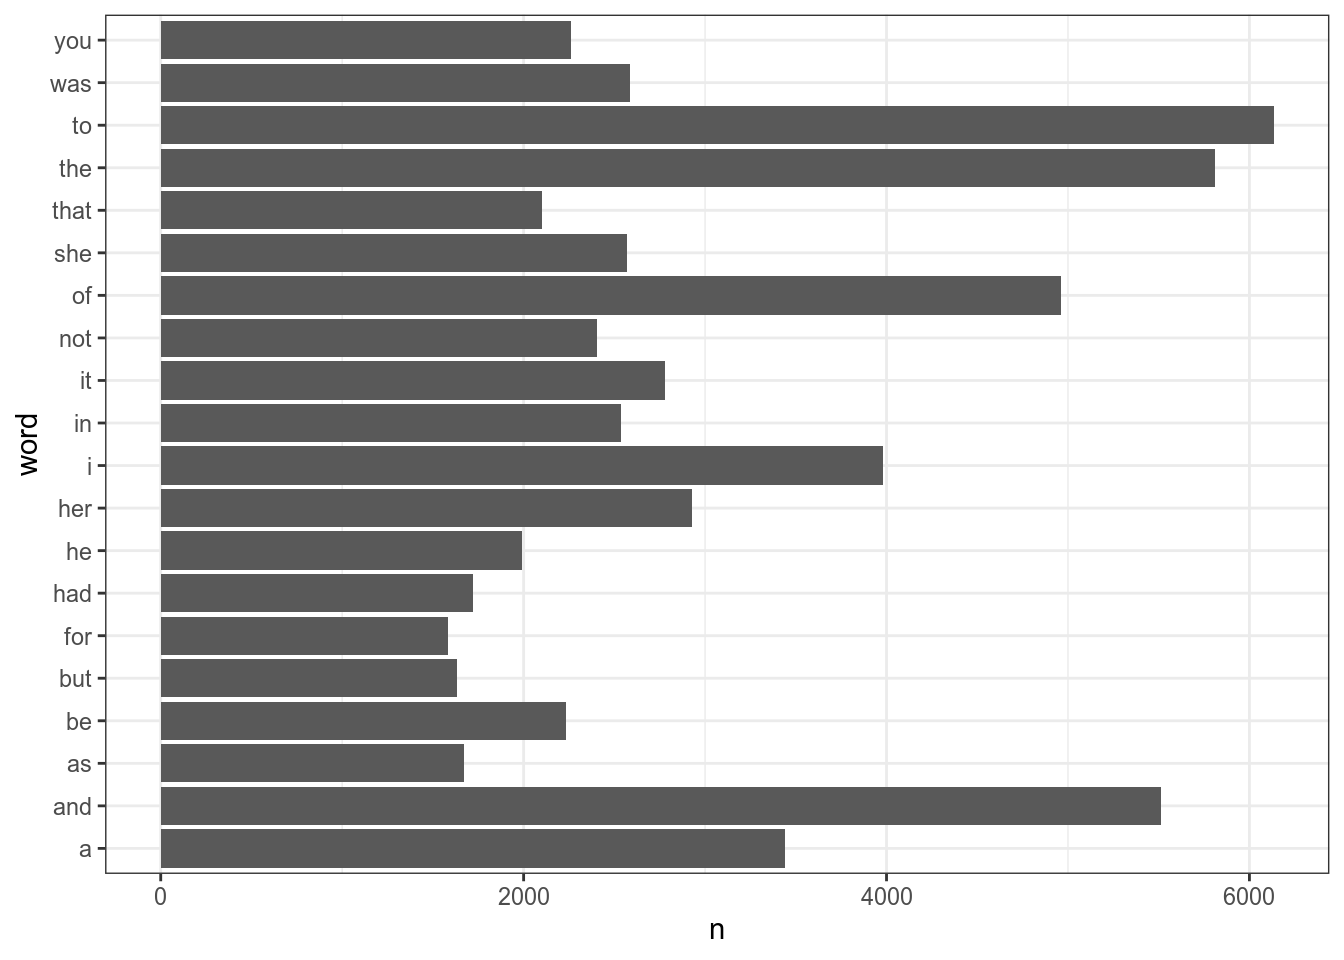 you
was
to
the
that
she
of
not
it
in
i
her
he
had
for
but
be
as
and
a
word
0 2000 4000 6000
n